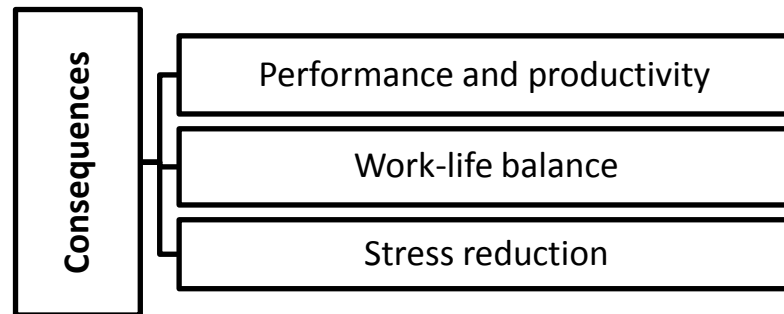 Consequences
Performance and productivity
Work-life balance
Stress reduction